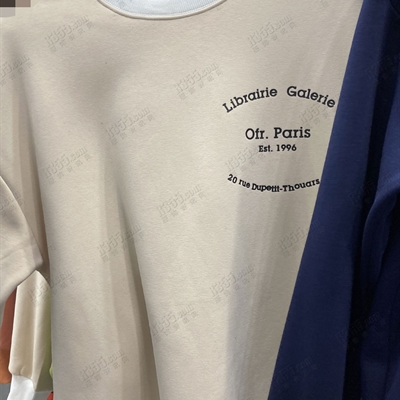 Librairie Galerie
Ofr. Paris
Est. 1996
20 rue Dupetit-Thouars